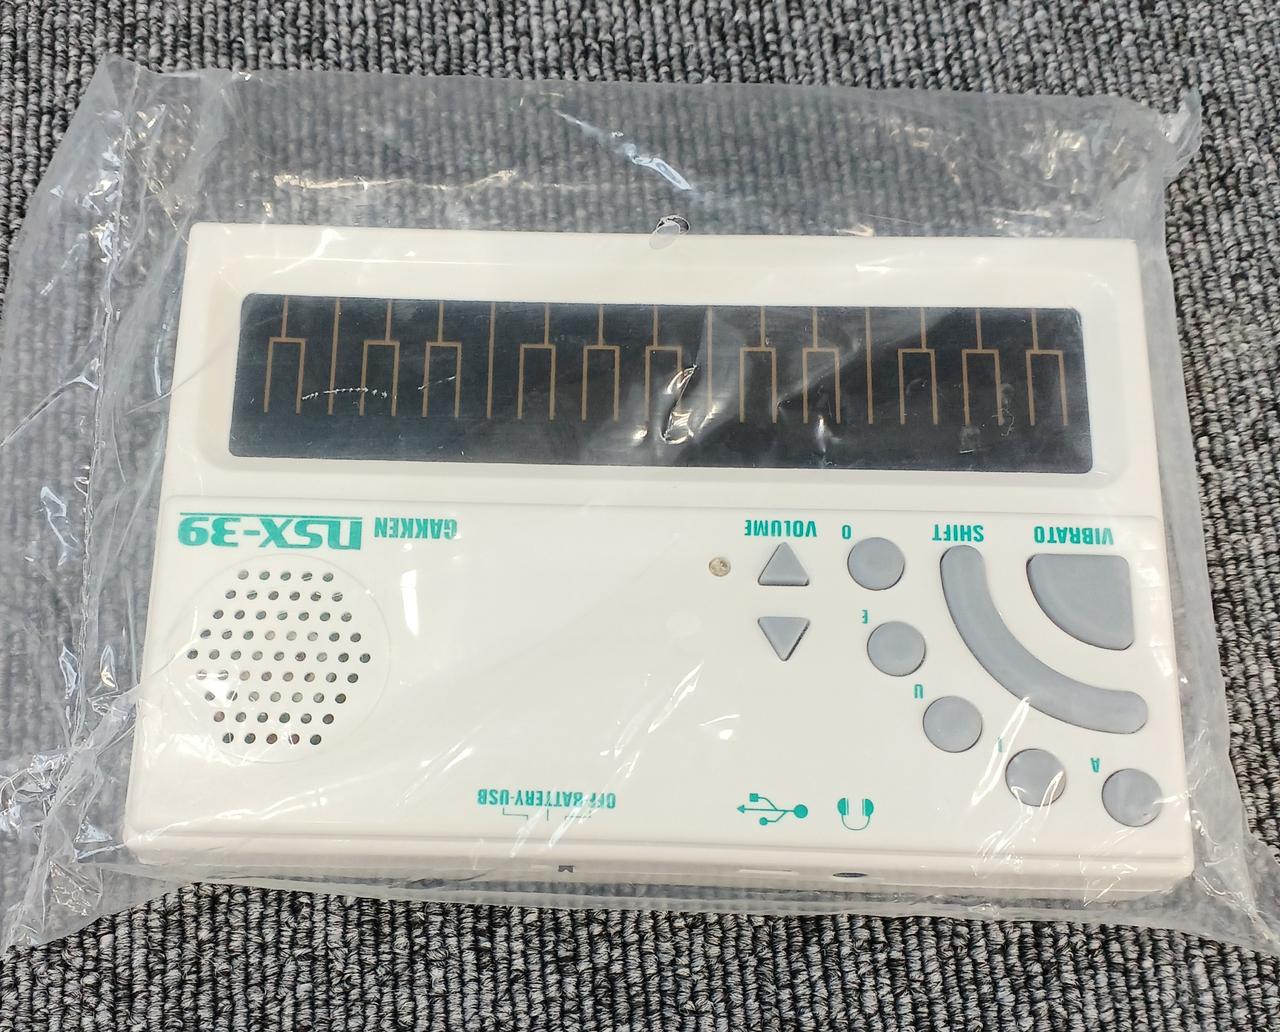 OFF-BATTERY-USB
A
I
U
E
O
VOLUME
VIBRATO
SHIFT
GAKKEN
NSX-39